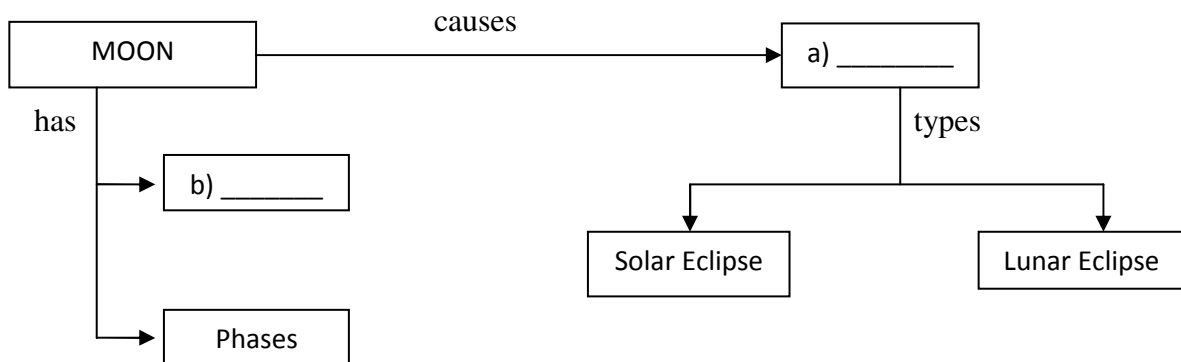 causes
MOON
a) ________
has
types
b) _______
Solar Eclipse
Lunar Eclipse
Phases